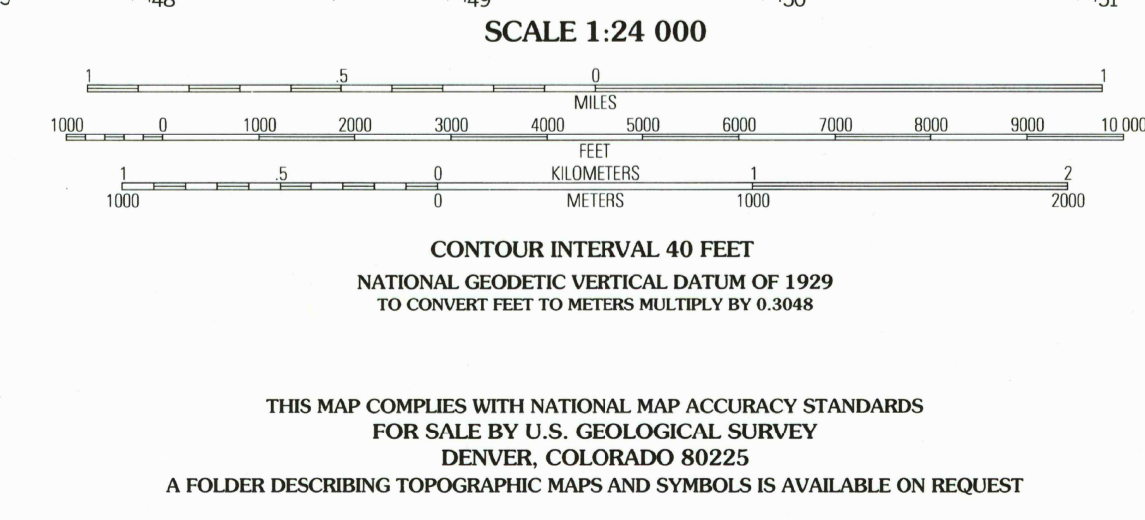 48 49 50 51
SCALE 1:24 000
1 .5 0 1
MILES
1000 0 1000 2000 3000 4000 5000 6000 7000 8000 9000 10 000
FEET
1 .5 0 KILOMETERS 1 2
1000 0 METERS 1000 2000
CONTOUR INTERVAL 40 FEET
NATIONAL GEODETIC VERTICAL DATUM OF 1929
TO CONVERT FEET TO METERS MULTIPLY BY 0.3048
THIS MAP COMPLIES WITH NATIONAL MAP ACCURACY STANDARDS
FOR SALE BY U.S. GEOLOGICAL SURVEY
DENVER, COLORADO 80225
A FOLDER DESCRIBING TOPOGRAPHIC MAPS AND SYMBOLS IS AVAILABLE ON REQUEST